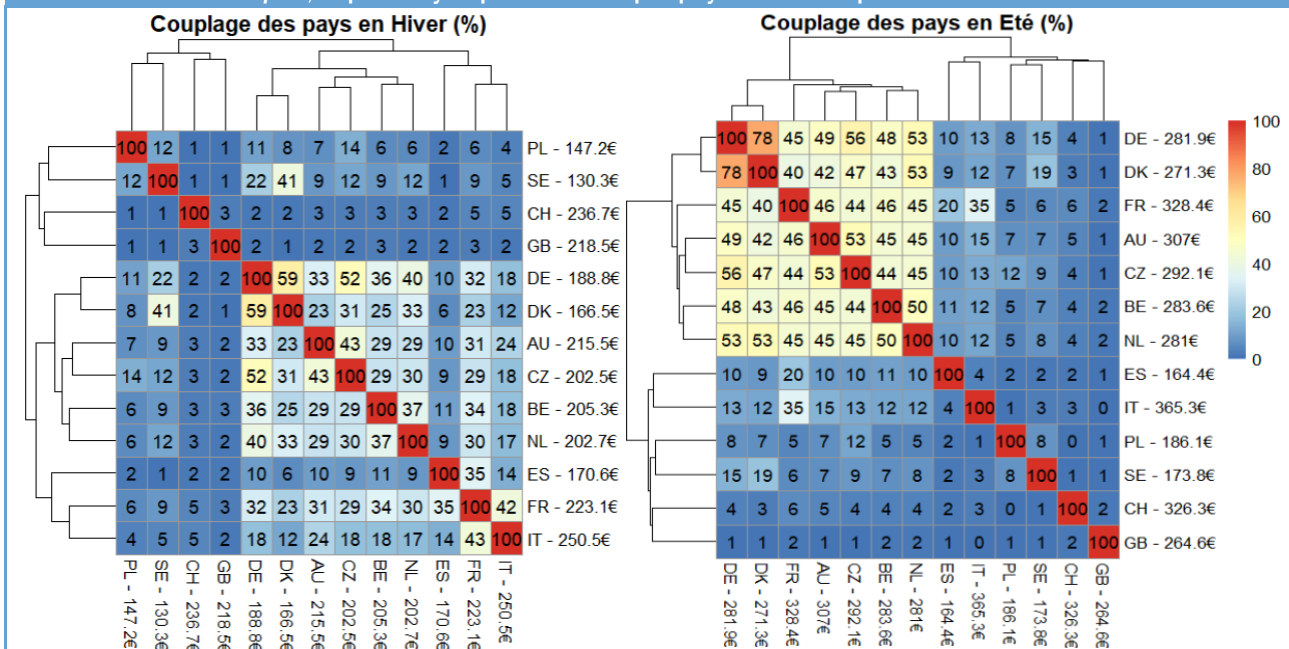 Couplage des pays en Hiver (%)
100 12 1 1 11 8 7 14 6 6 2 6 4 PL - 147.2€
12 100 1 1 22 41 9 12 9 12 1 9 5 SE - 130.3€
1 1 100 3 2 2 3 3 3 3 2 5 5 CH - 236.7€
1 1 3 100 2 1 2 2 3 2 2 3 2 GB - 218.5€
11 22 2 2 100 59 33 52 36 40 10 32 18 DE - 188.8€
8 41 2 1 59 100 23 31 25 33 6 23 12 DK - 166.5€
7 9 3 2 33 23 100 43 29 29 10 31 24 AU - 215.5€
14 12 3 2 52 31 43 100 29 30 9 29 18 CZ - 202.5€
6 9 3 3 36 25 29 29 100 37 11 34 18 BE - 205.3€
6 12 3 2 40 33 29 30 37 100 9 30 17 NL - 202.7€
2 1 2 2 10 6 10 9 11 9 100 35 14 ES - 170.6€
6 9 5 3 32 23 31 29 34 30 35 100 42 FR - 223.1€
4 5 5 2 18 12 24 18 18 17 14 43 100 IT - 250.5€
PL - 147.2€
SE - 130.3€
CH - 236.7€
GB - 218.5€
DE - 188.8€
DK - 166.5€
AU - 215.5€
CZ - 202.5€
BE - 205.3€
NL - 202.7€
ES - 170.6€
FR - 223.1€
IT - 250.5€
Couplage des pays en Eté (%)
100 78 45 49 56 48 53 10 13 8 15 4 1 DE - 281.9€
78 100 40 42 47 43 53 9 12 7 19 3 1 DK - 271.3€
45 40 100 46 44 46 45 20 35 5 6 6 2 FR - 328.4€
49 42 46 100 53 45 45 10 15 7 7 5 1 AU - 307€
56 47 44 53 100 44 45 10 13 12 9 4 1 CZ - 292.1€
48 43 46 45 44 100 50 11 12 5 7 4 2 BE - 283.6€
53 53 45 45 45 50 100 10 12 5 8 4 2 NL - 281€
10 9 20 10 10 11 10 100 4 2 2 2 1 ES - 164.4€
13 12 35 15 13 12 12 4 100 1 3 3 0 IT - 365.3€
8 7 5 7 12 5 5 2 1 100 8 0 1 PL - 186.1€
15 19 6 7 9 7 8 2 3 8 100 1 1 SE - 173.8€
4 3 6 5 4 4 4 2 3 0 1 100 2 CH - 326.3€
1 1 2 1 1 2 2 1 0 1 1 2 100 GB - 264.6€
DE - 281.9€
DK - 271.3€
FR - 328.4€
AU - 307€
CZ - 292.1€
BE - 283.6€
NL - 281€
ES - 164.4€
IT - 365.3€
PL - 186.1€
SE - 173.8€
CH - 326.3€
GB - 264.6€
100
80
60
40
20
0